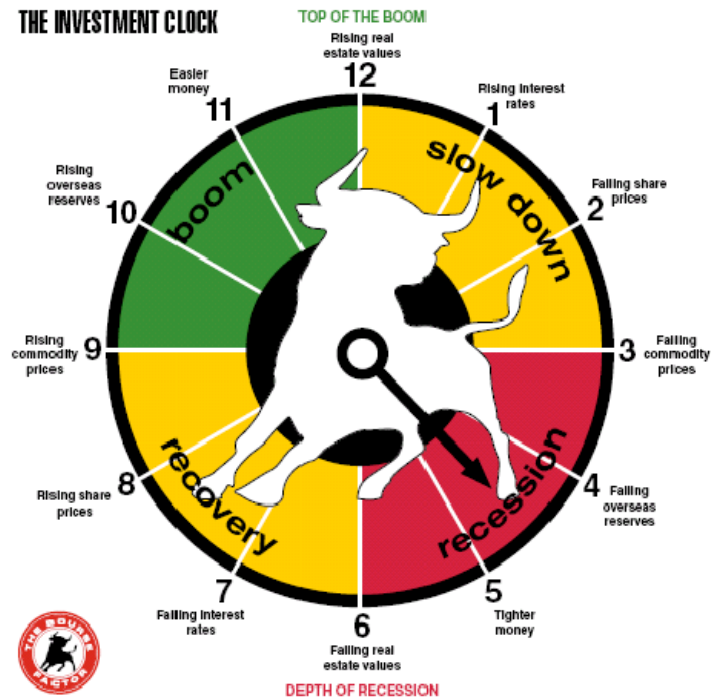 THE INVESTMENT CLOCK
TOP OF THE BOOM
Rising real
estate values
12
Rising interest
rates
1
Falling share
prices
2
3
Falling
commodity
prices
4
Falling
overseas
reserves
5
Tighter
money
6
Falling real
estate values
DEPTH OF RECESSION
7
Falling interest
rates
8
Rising share
prices
9
Rising
commodity
prices
10
Rising
overseas
reserves
11
Easier
money
boom
slow down
recession
recovery
THE BOURSE
FACTOR